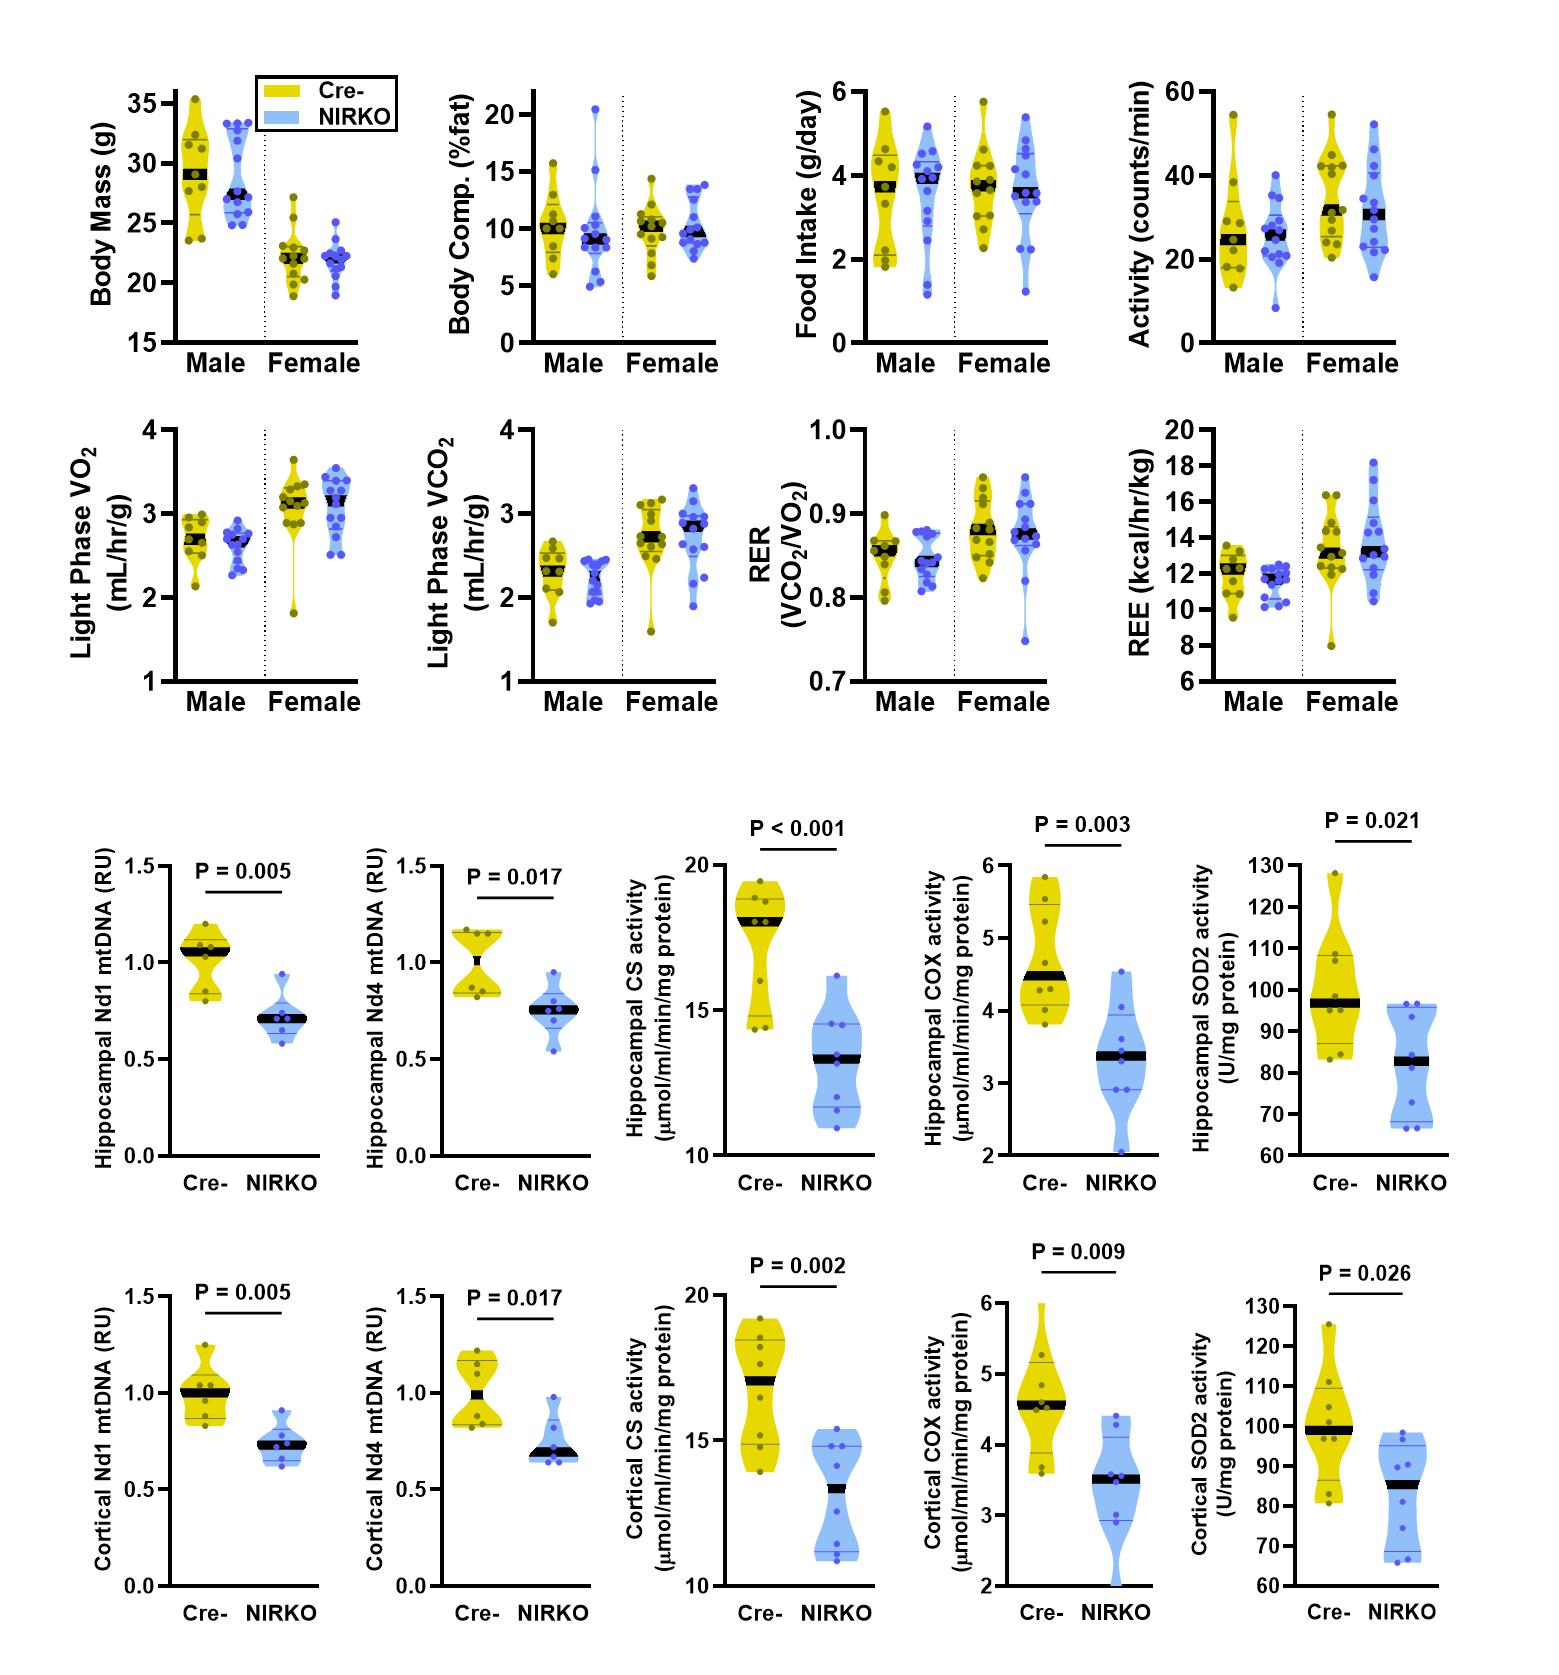 Cre-
NIRKO
Body Mass (g)
35
30
25
20
15
Male Female
Body Comp. (%fat)
20
15
10
5
0
Male Female
Food Intake (g/day)
6
4
2
0
Male Female
Activity (counts/min)
60
40
20
0
Male Female
Light Phase VO2
(mL/hr/g)
4
3
2
1
Male Female
Light Phase VCO2
(mL/hr/g)
4
3
2
1
Male Female
RER
(VCO2/VO2)
1.0
0.9
0.8
0.7
Male Female
REE (kcal/hr/kg)
20
18
16
14
12
10
8
6
Male Female
Hippocampal Nd1 mtDNA (RU)
P = 0.005
1.5
1.0
0.5
0.0
Cre- NIRKO
Hippocampal Nd4 mtDNA (RU)
P = 0.017
1.5
1.0
0.5
0.0
Cre- NIRKO
Hippocampal CS activity
(μmol/ml/min/mg protein)
P < 0.001
20
15
10
Cre- NIRKO
Hippocampal COX activity
(μmol/ml/min/mg protein)
P = 0.003
6
5
4
3
2
Cre- NIRKO
Hippocampal SOD2 activity
(U/mg protein)
P = 0.021
130
120
110
100
90
80
70
60
Cre- NIRKO
Cortical Nd1 mtDNA (RU)
P = 0.005
1.5
1.0
0.5
0.0
Cre- NIRKO
Cortical Nd4 mtDNA (RU)
P = 0.017
1.5
1.0
0.5
0.0
Cre- NIRKO
Cortical CS activity
(μmol/ml/min/mg protein)
P = 0.002
20
15
10
Cre- NIRKO
Cortical COX activity
(μmol/ml/min/mg protein)
P = 0.009
6
5
4
3
2
Cre- NIRKO
Cortical SOD2 activity
(U/mg protein)
P = 0.026
130
120
110
100
90
80
70
60
Cre- NIRKO